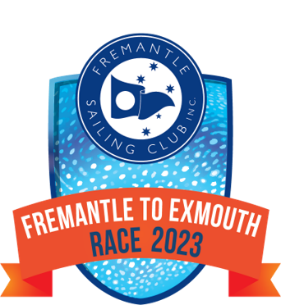 FREMANTLE
SAILING CLUB INC.
FREMANTLE TO EXMOUTH
RACE 2023